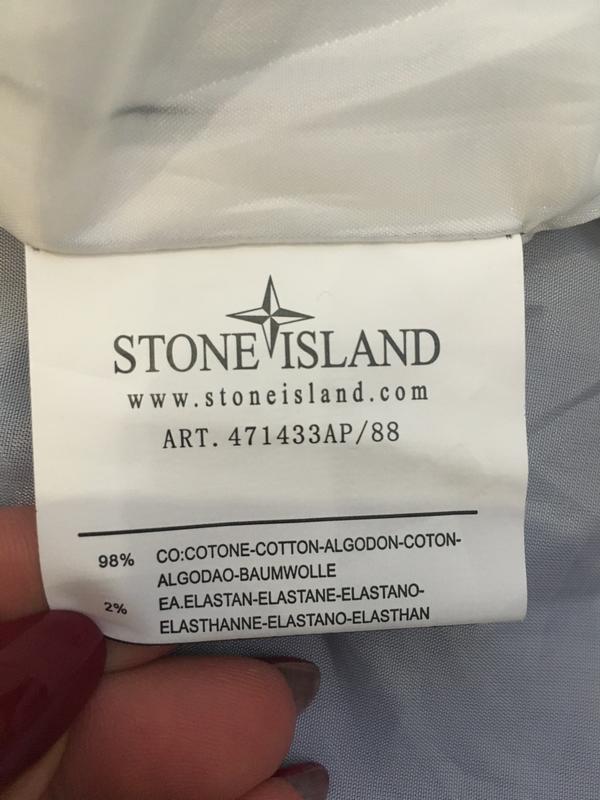 STONE ISLAND
www.stoneisland.com
ART. 471433AP/88
98% CO:COTONE-COTTON-ALGODON-COTON-
ALGODAO-BAUMWOLLE
2% EA.ELASTAN-ELASTANE-ELASTANO-
ELASTHANNE-ELASTANO-ELASTHAN